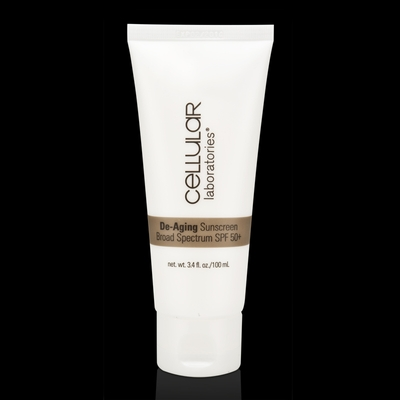 CELLULAR
laboratories®
De-Aging Sunscreen
Broad Spectrum SPF 50+
net. wt. 3.4 fl. oz./100 mL